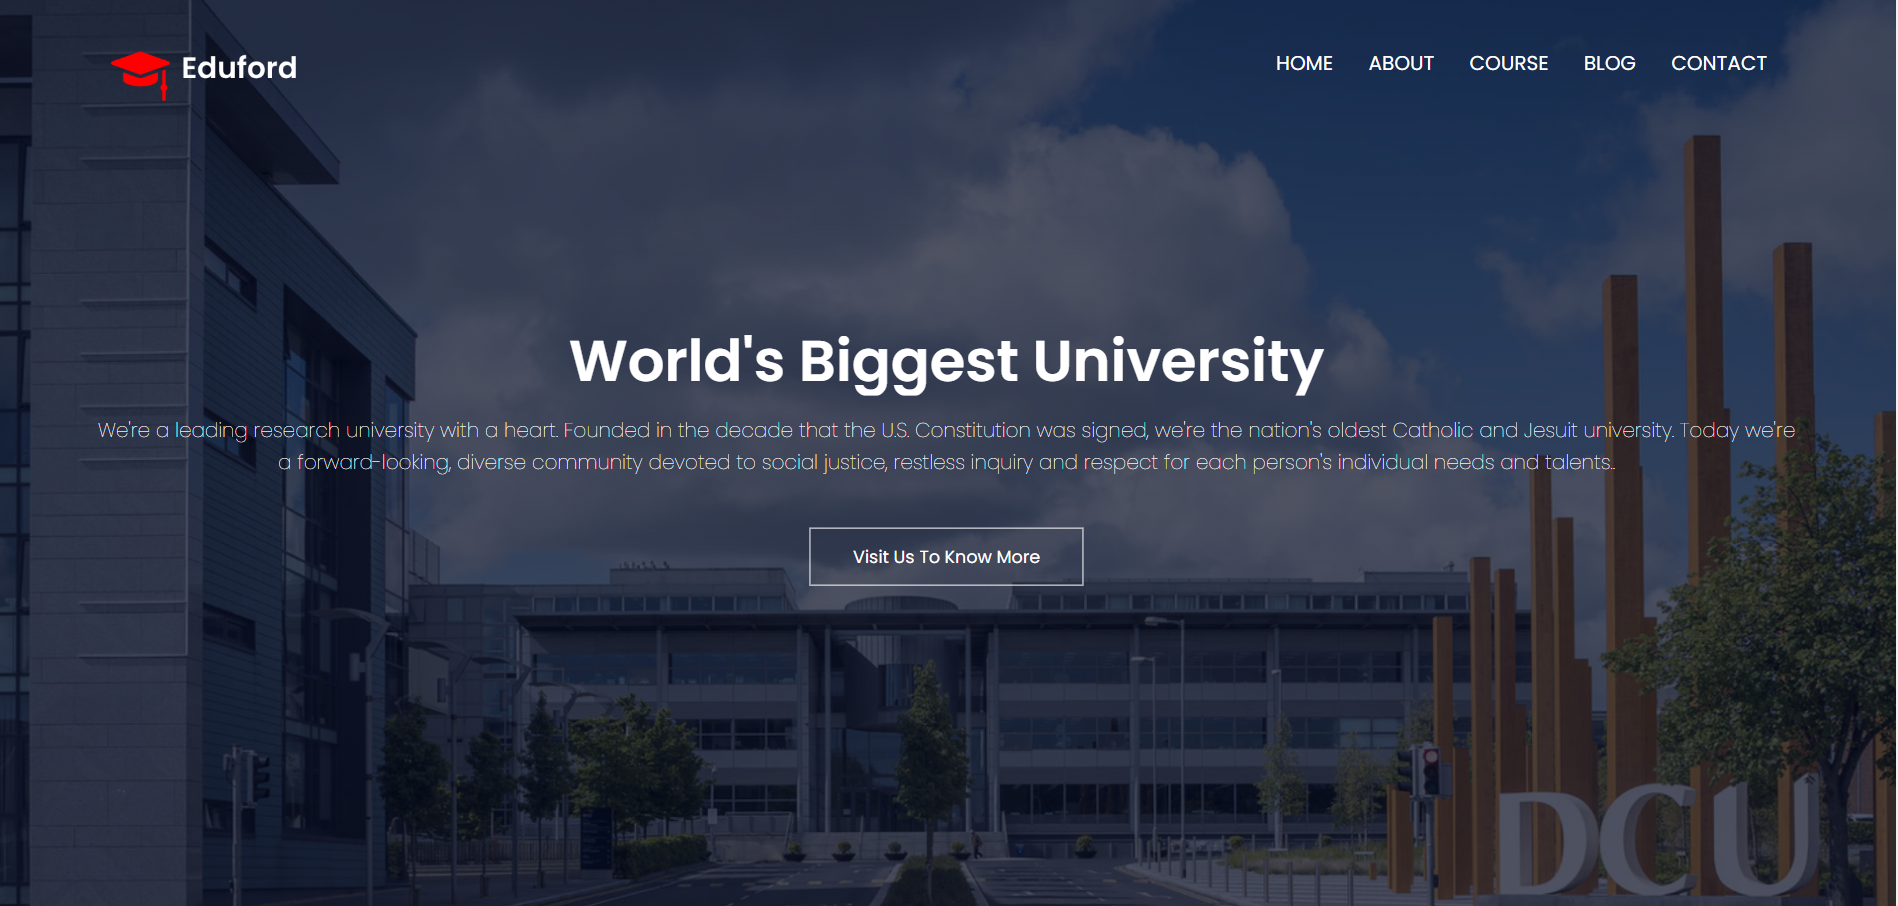 Eduford
HOME ABOUT COURSE BLOG CONTACT
World's Biggest University
We're a leading research university with a heart. Founded in the decade that the U.S. Constitution was signed, we're the nation's oldest Catholic and Jesuit university. Today we're
a forward-looking, diverse community devoted to social justice, restless inquiry and respect for each person's individual needs and talents..
Visit Us To Know More
DCU